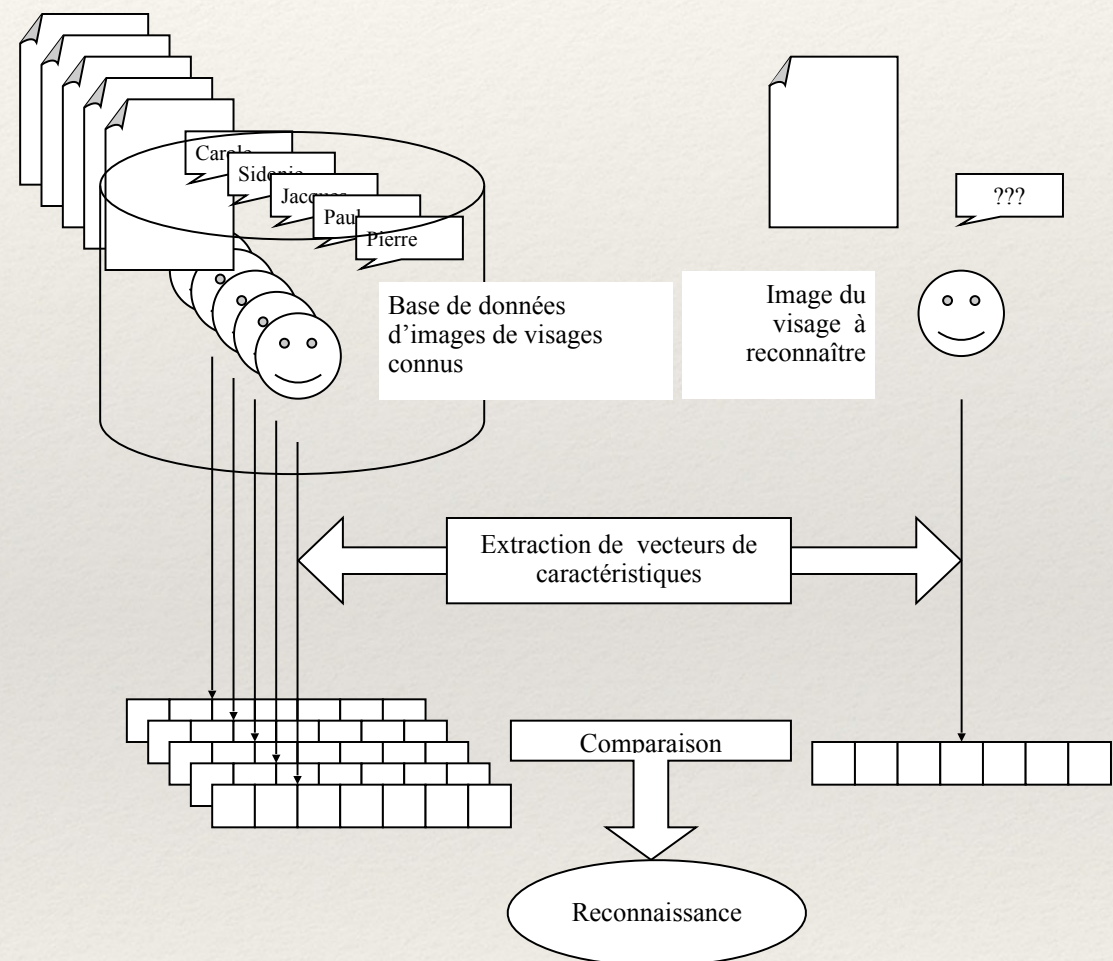 Carole
Sidonie
Jacques
Paul
Pierre
???
Base de données
d’images de visages
connus
Image du
visage à
reconnaître
Extraction de vecteurs de
caractéristiques
Comparaison
Reconnaissance